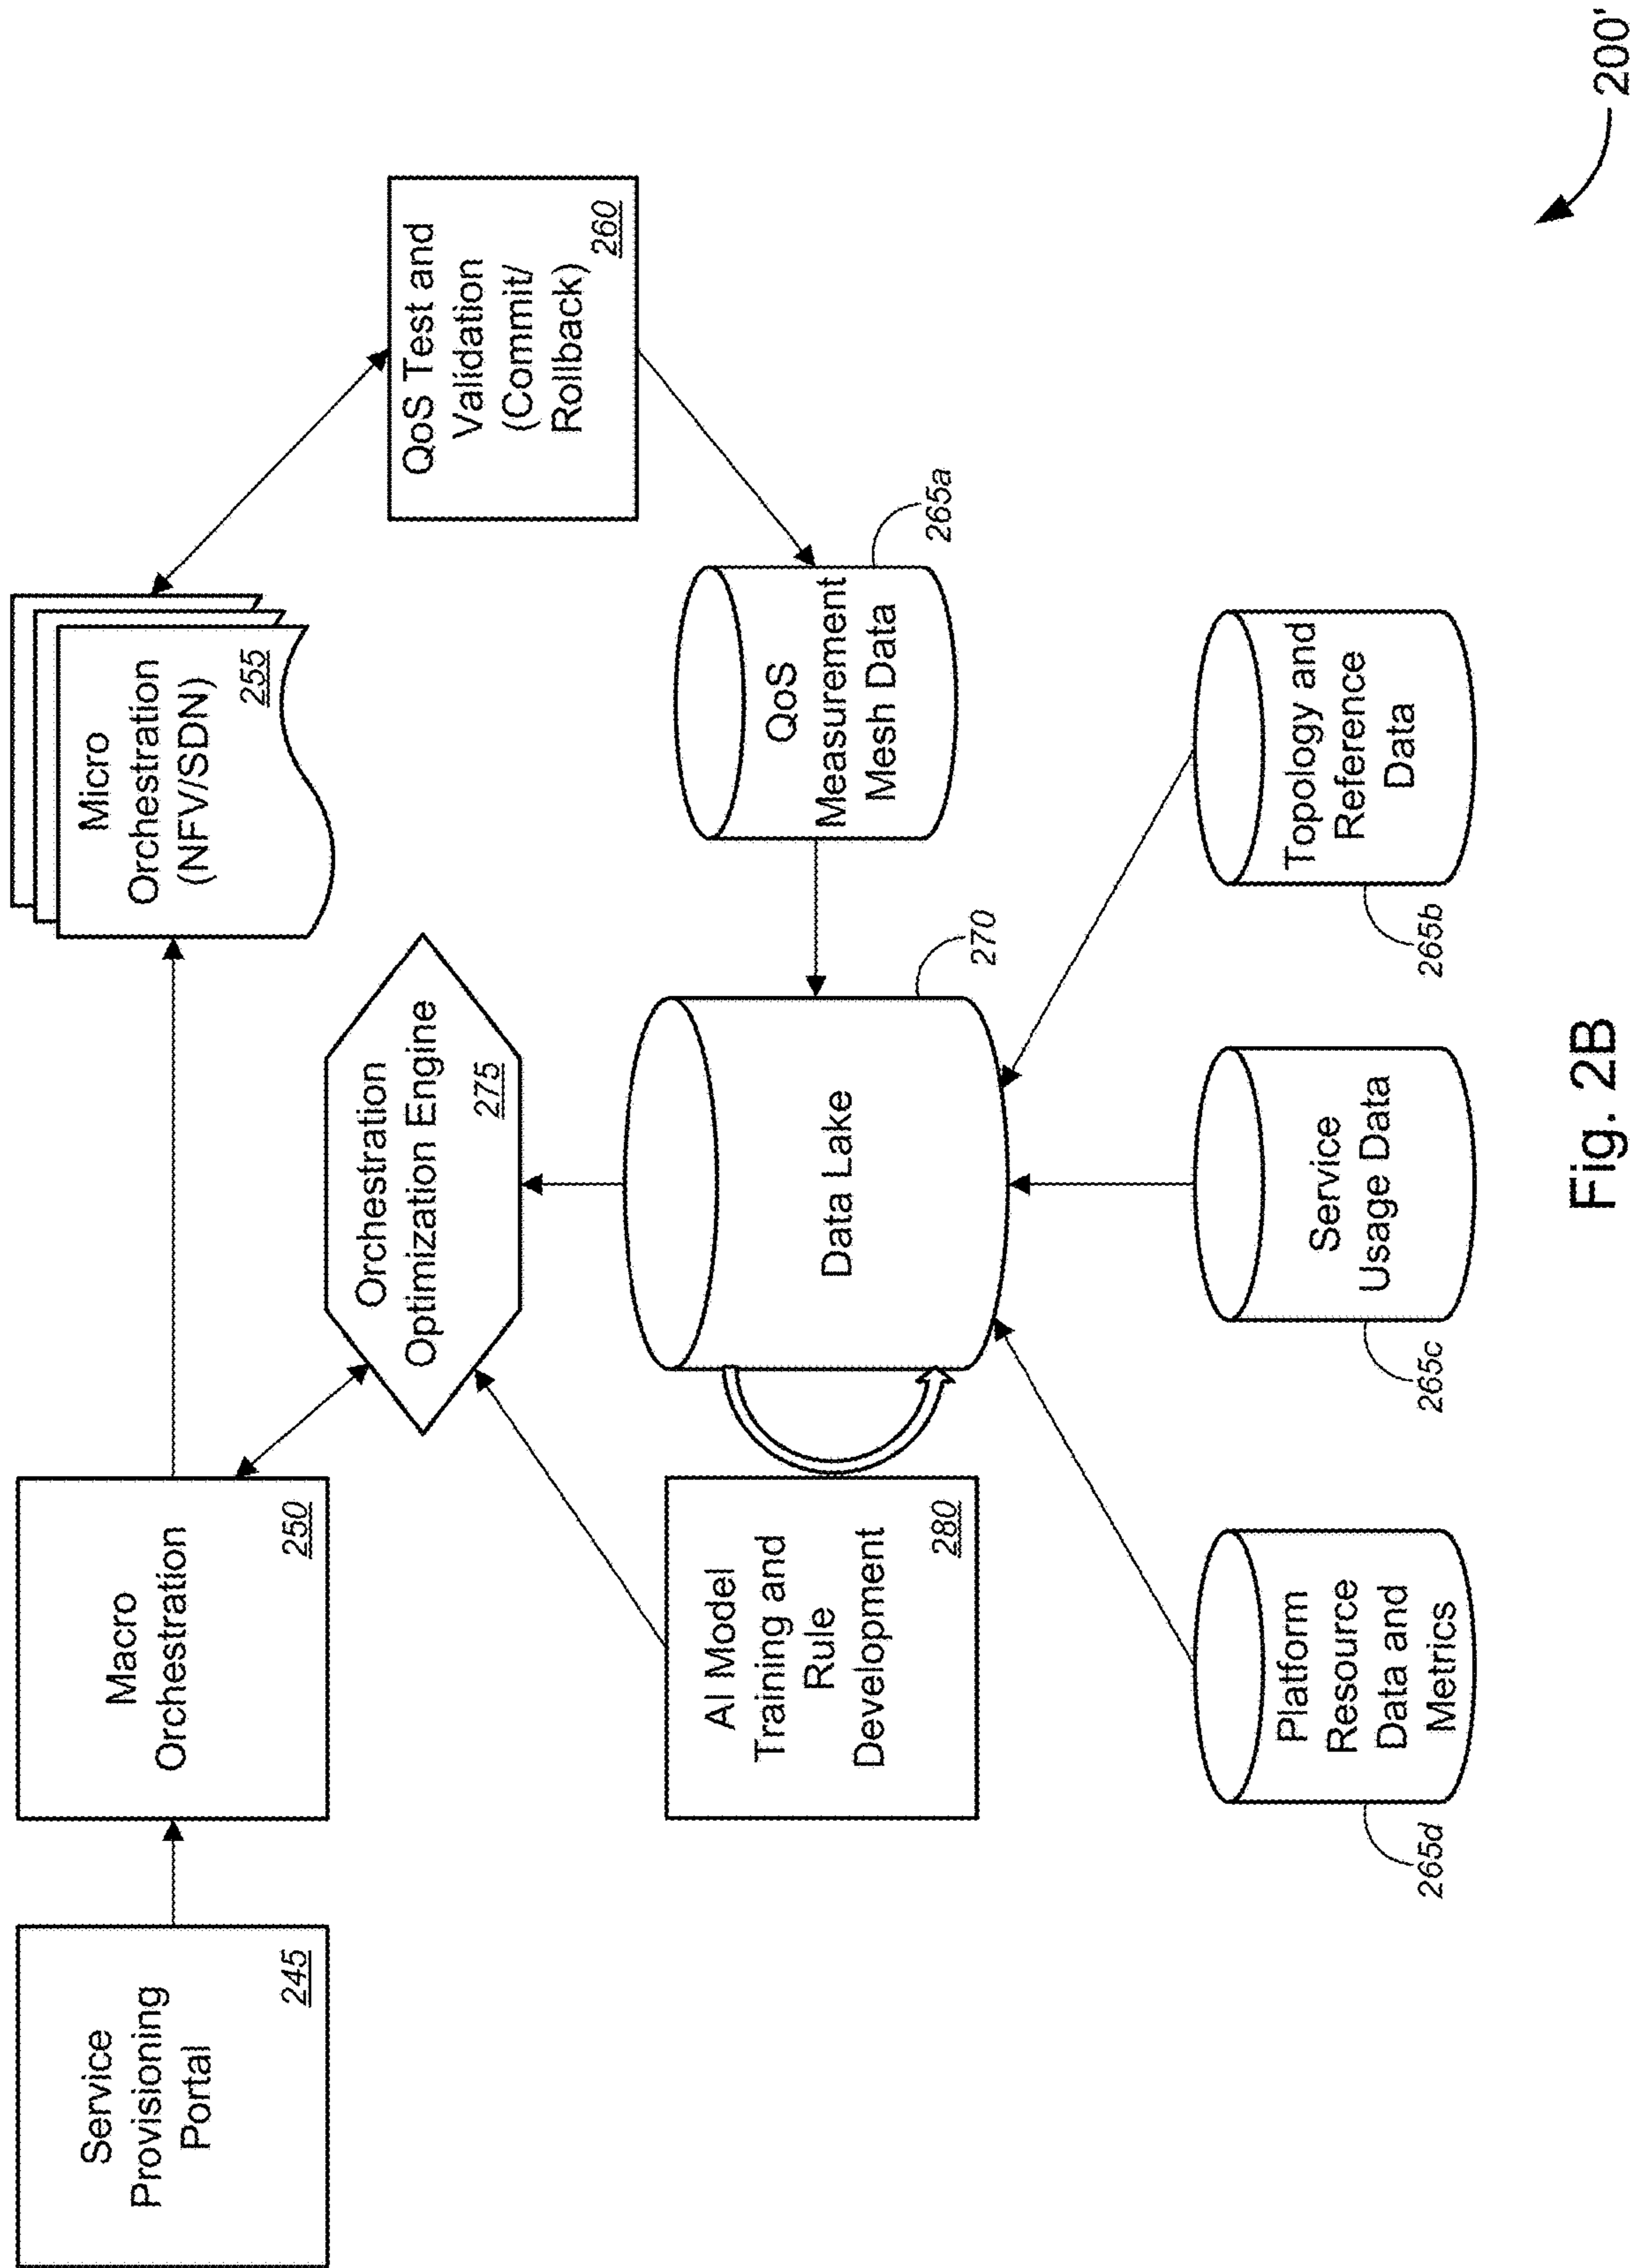 Service
Provisioning
Portal
245
Macro
Orchestration
250
Micro
Orchestration
(NFV/SDN)
255
Orchestration
Optimization Engine
275
QoS Test and
Validation
(Commit/
Rollback)
260
AI Model
Training and
Rule
Development
280
Data Lake
270
QoS
Measurement
Mesh Data
265a
Platform
Resource
Data and
Metrics
265d
Service
Usage Data
265c
Topology and
Reference
Data
265b
200'
Fig. 2B